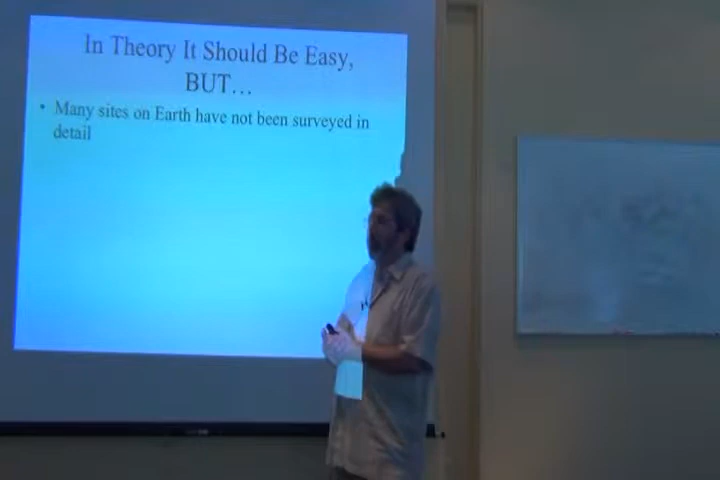 In Theory It Should Be Easy,
BUT…
• Many sites on Earth have not been surveyed in
detail